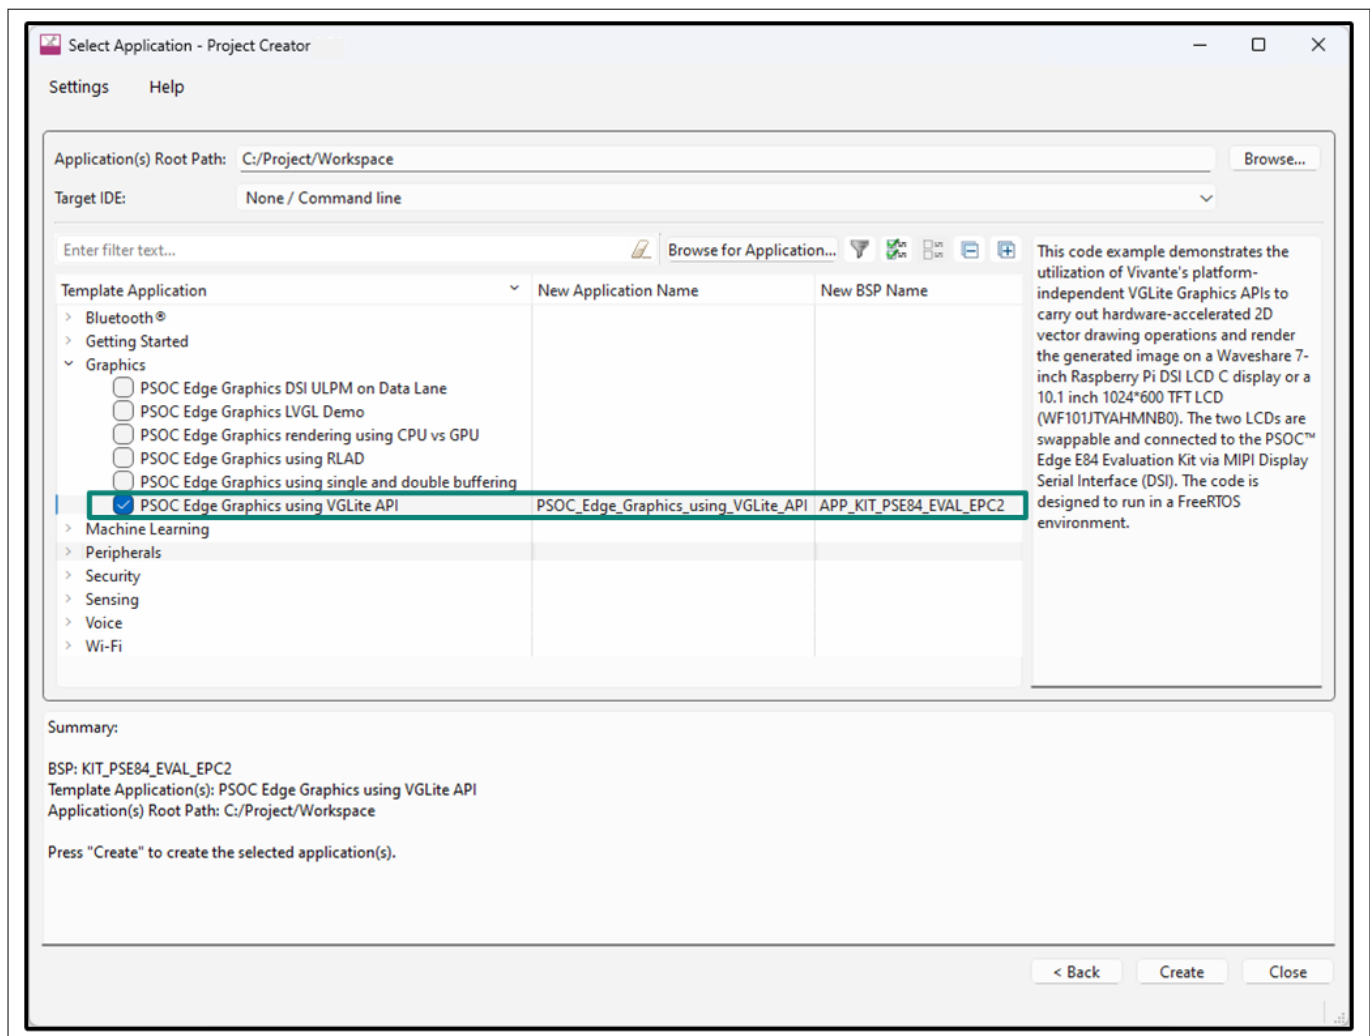 Select Application - Project Creator
Settings Help
Application(s) Root Path: C:/Project/Workspace Browse...
Target IDE: None / Command line
Enter filter text... Browse for Application...
Template Application New Application Name New BSP Name
Bluetooth®
Getting Started
Graphics
PSOC Edge Graphics DSI ULPM on Data Lane
PSOC Edge Graphics LVGL Demo
PSOC Edge Graphics rendering using CPU vs GPU
PSOC Edge Graphics using RLAD
PSOC Edge Graphics using single and double buffering
PSOC Edge Graphics using VGLite API PSOC_Edge_Graphics_using_VGLite_API APP_KIT_PSE84_EVAL_EPC2
Machine Learning
Peripherals
Security
Sensing
Voice
Wi-Fi
This code example demonstrates the
utilization of Vivante's platform-
independent VGLite Graphics APIs to
carry out hardware-accelerated 2D
vector drawing operations and render
the generated image on a Waveshare 7-
inch Raspberry Pi DSI LCD C display or a
10.1 inch 1024*600 TFT LCD
(WF101JTYAHMNB0). The two LCDs are
swappable and connected to the PSOC™
Edge E84 Evaluation Kit via MIPI Display
Serial Interface (DSI). The code is
designed to run in a FreeRTOS
environment.
Summary:
BSP: KIT_PSE84_EVAL_EPC2
Template Application(s): PSOC Edge Graphics using VGLite API
Application(s) Root Path: C:/Project/Workspace
Press "Create" to create the selected application(s).
< Back Create Close